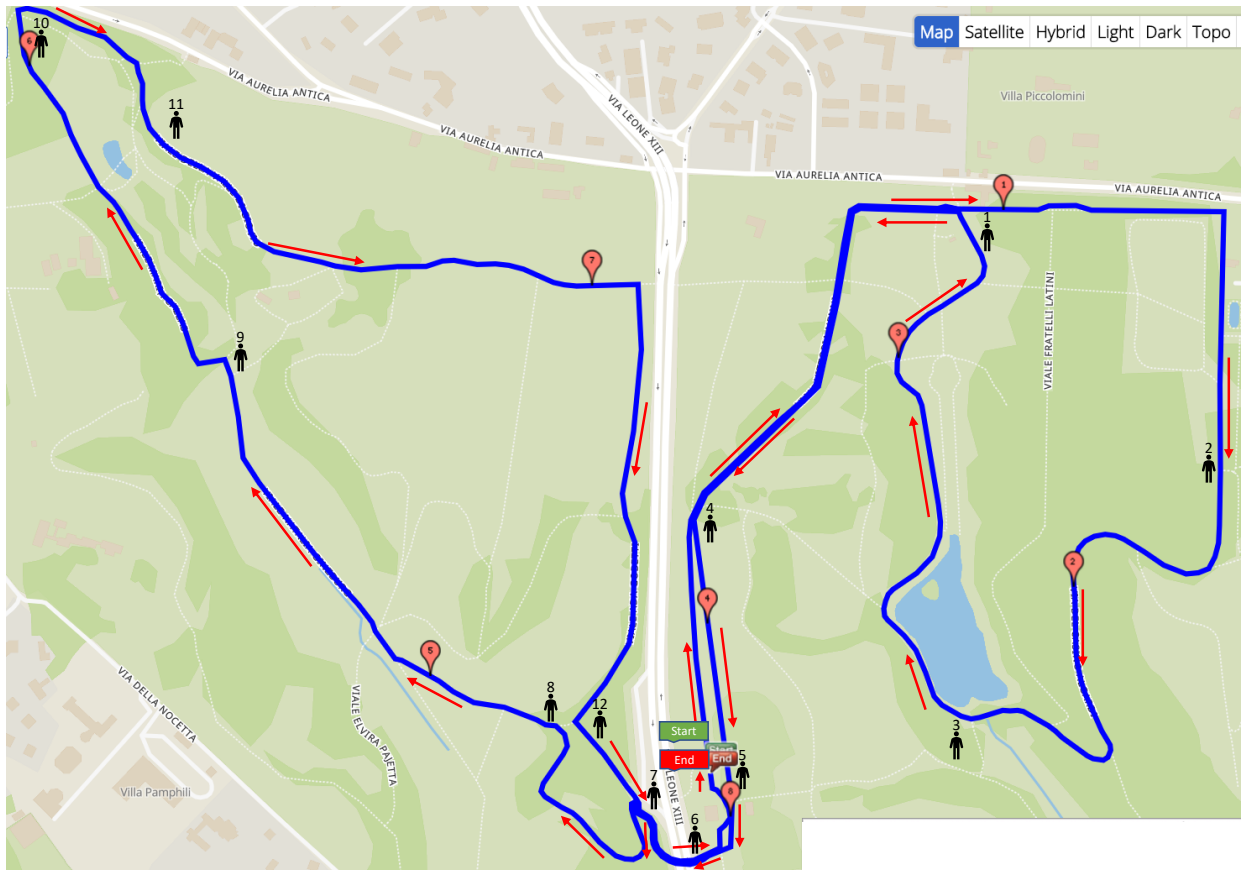 Map Satellite Hybrid Light Dark Topo
10
6
VIA AURELIA ANTICA
VIA LEONE XIII
Villa Piccolomini
11
VIA AURELIA ANTICA
VIA AURELIA ANTICA
VIA AURELIA ANTICA
1
1
7
3
9
VIALE FRATELLI LATINI
2
4
2
4
5
8
12
VIA DELLA NOCETTA
VIALE ELVIRA PAJETTA
Start
Start
3
End
End
5
7
LEONE XIII
8
Villa Pamphili
6